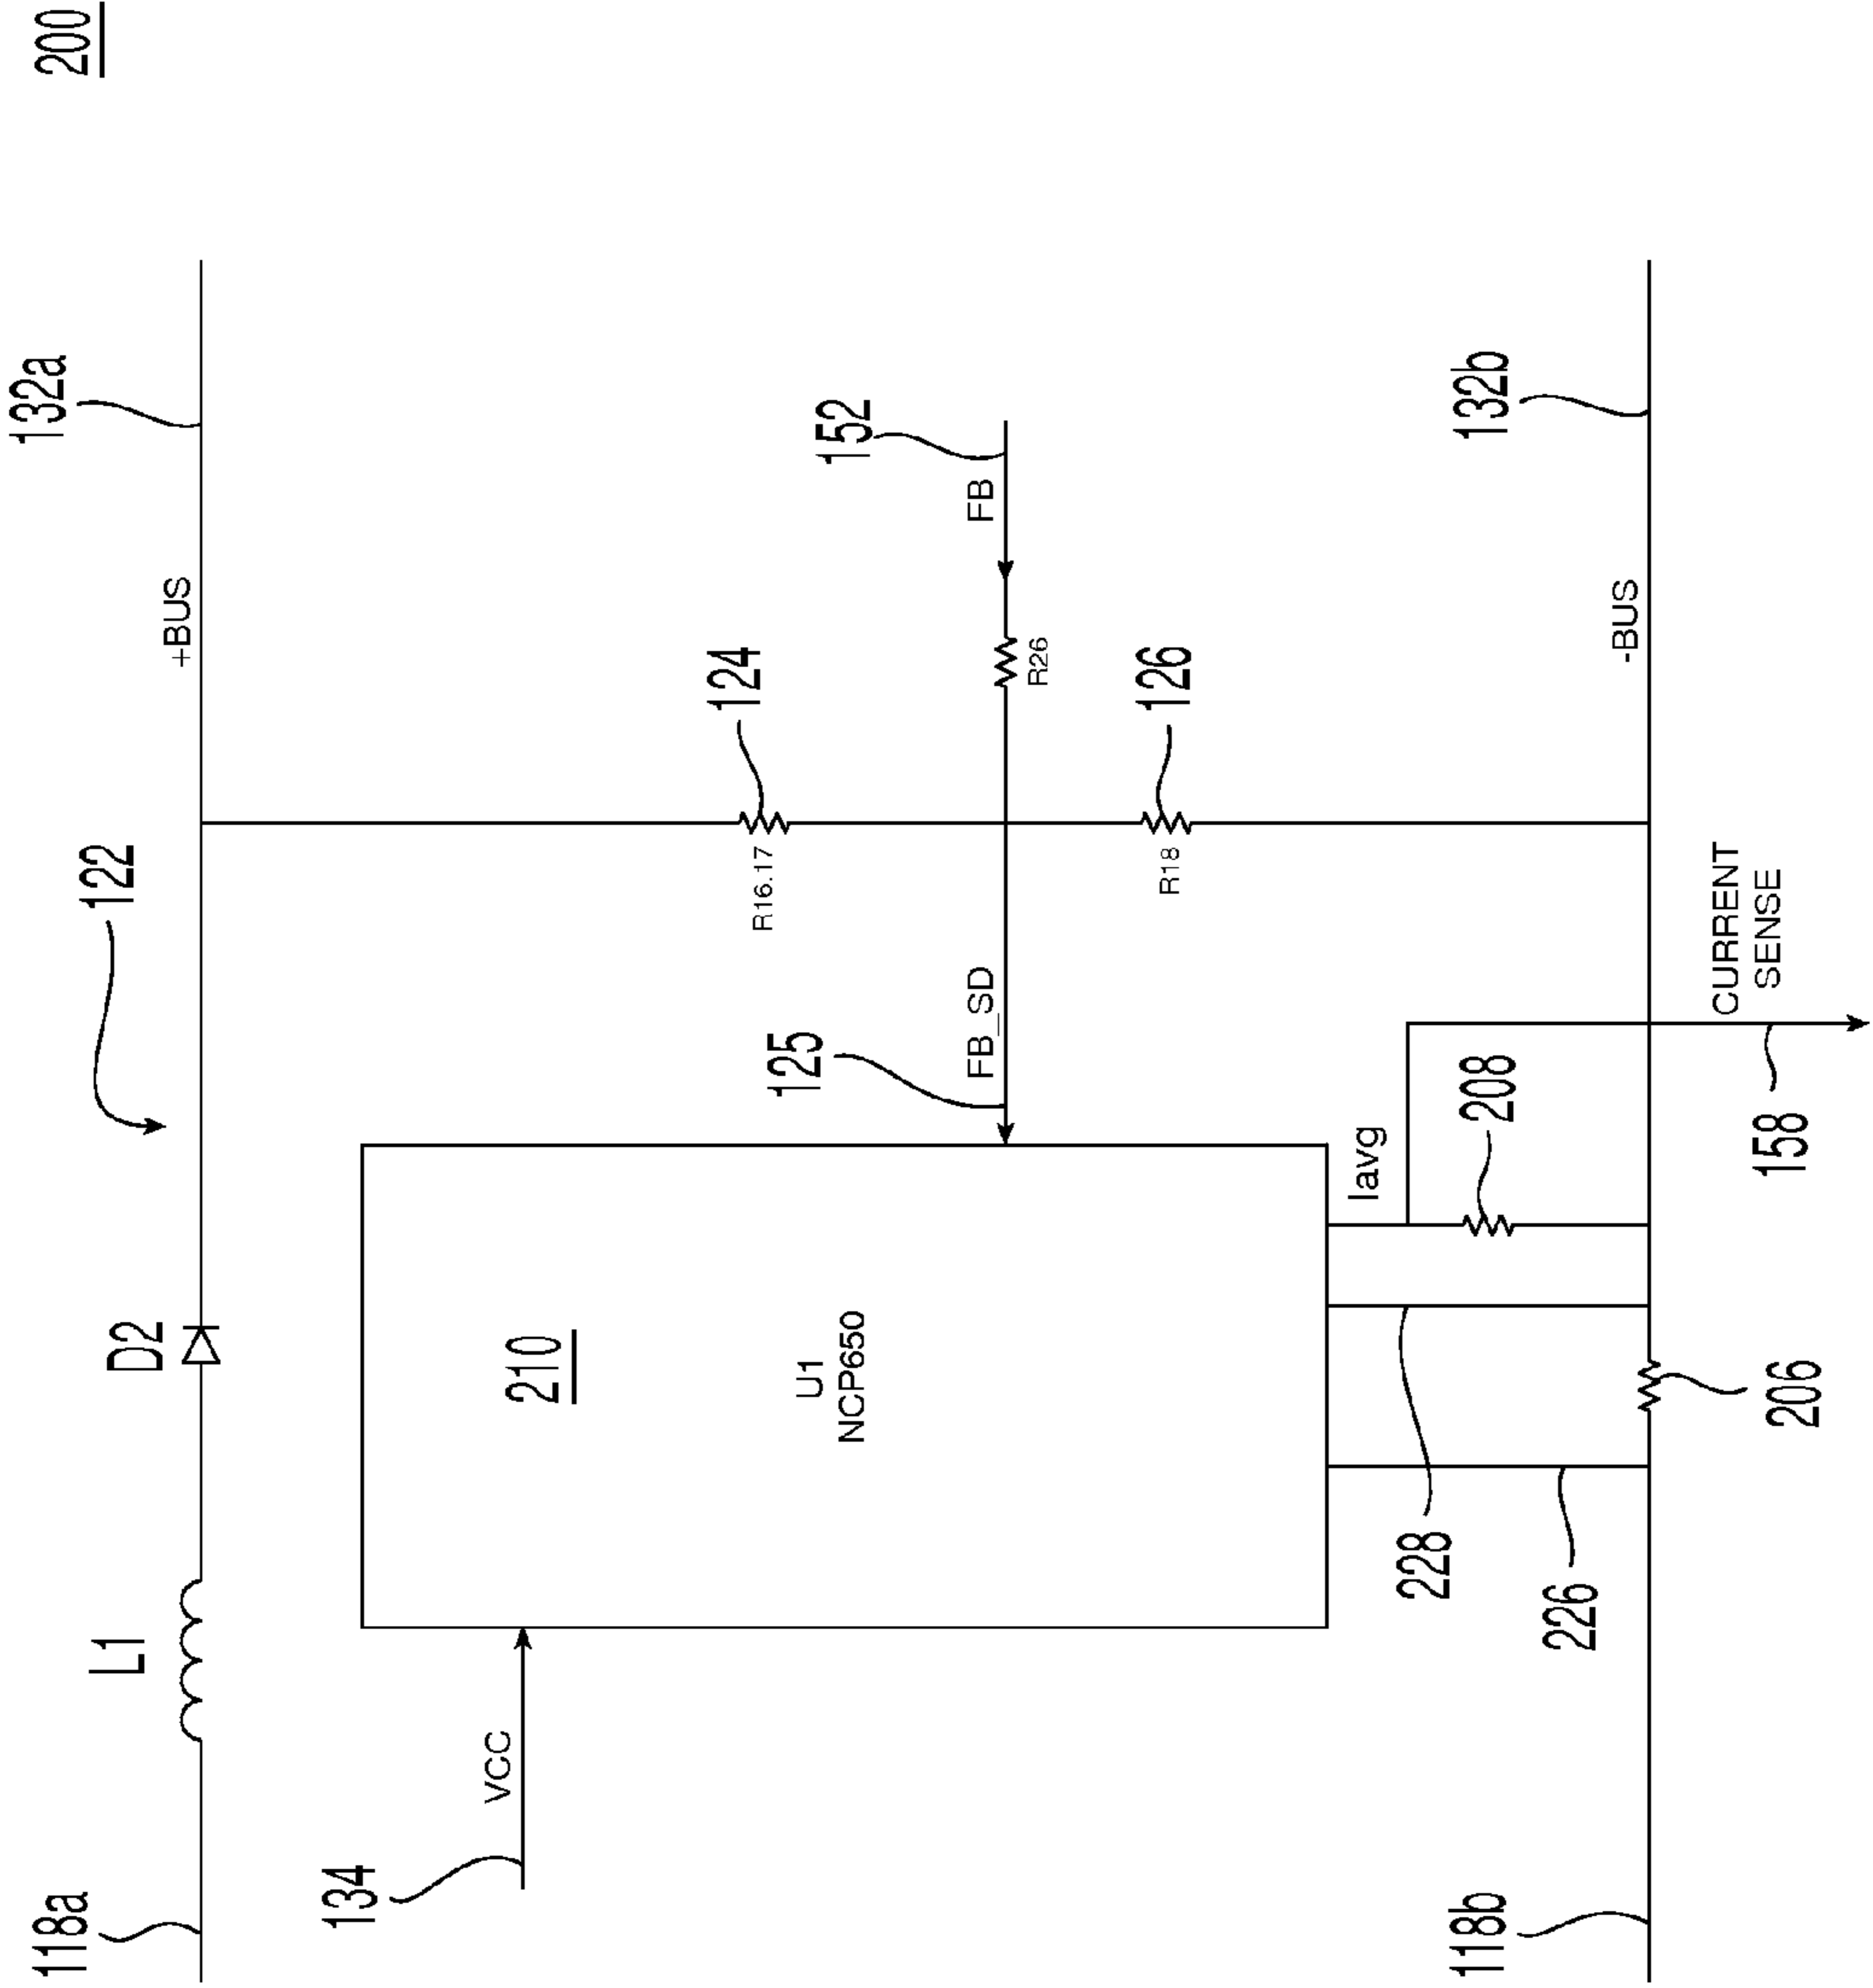 200
122
118a
L1
D2
+BUS
132a
134
VCC
210
U1
NCP650
125
FB_SD
R16.17
124
152
FB
R26
R18
126
Iavg
208
228
226
118b
206
158
CURRENT
SENSE
-BUS
132b